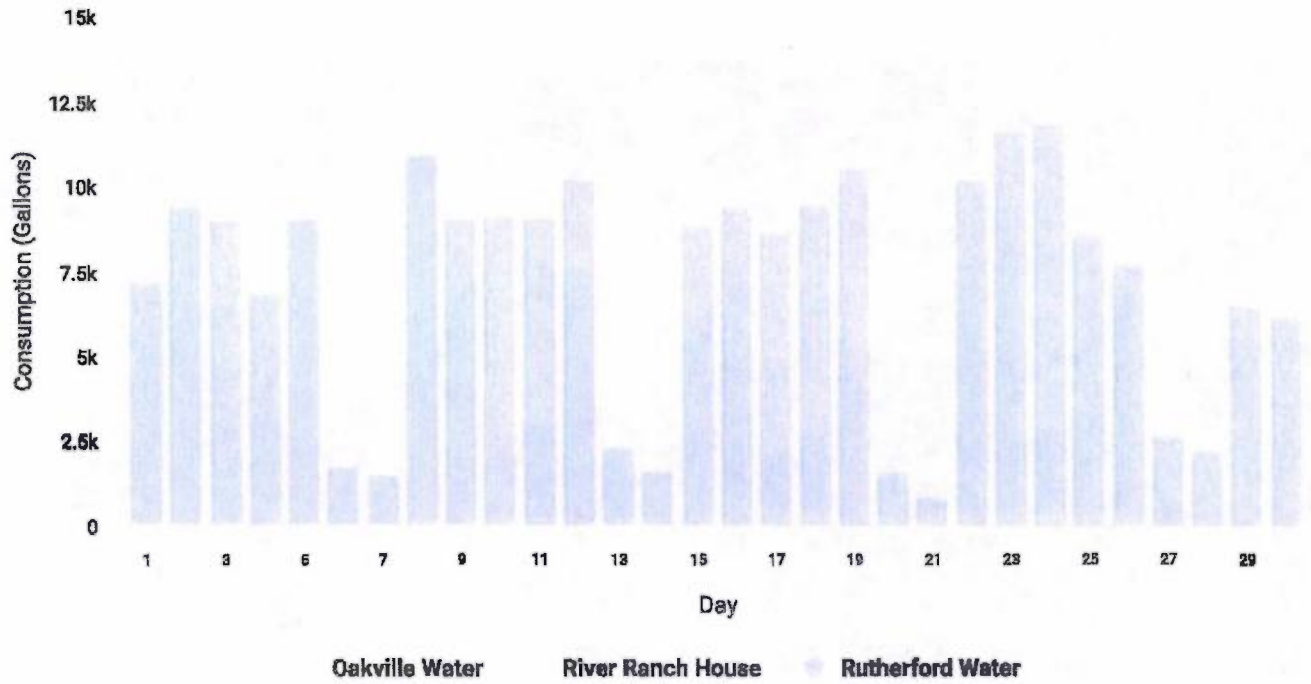 15k
12.5k
10k
7.5k
5k
2.5k
0
Consumption (Gallons)
1 3 5 7 9 11 13 15 17 19 21 23 25 27 29
Day
Oakville Water River Ranch House Rutherford Water